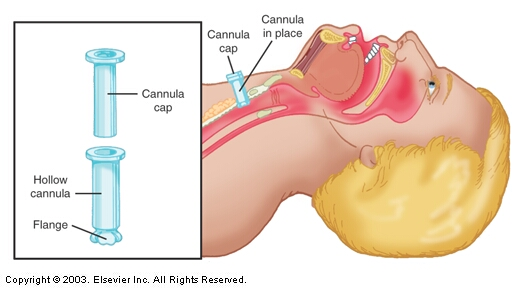 Cannula
cap
Hollow
cannula
Flange
Cannula
cap
Cannula
in place
Copyright © 2003. Elsevier Inc. All Rights Reserved.